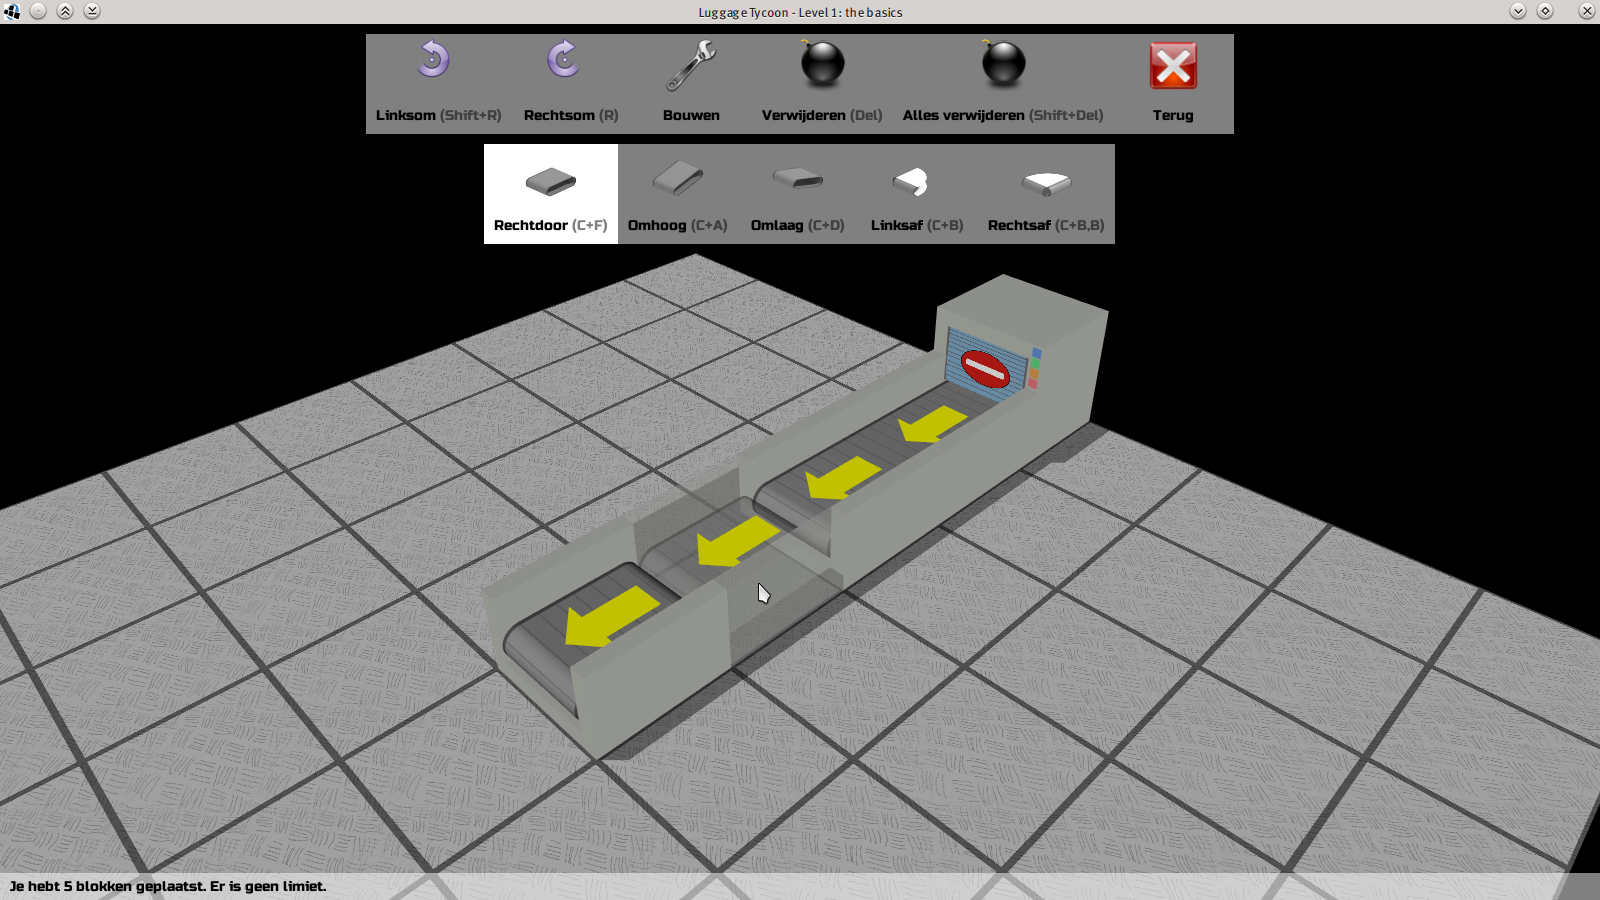 Luggage Tycoon - Level 1: the basics
Linksom (Shift+R) Rechtsom (R) Bouwen Verwijderen (Del) Alles verwijderen (Shift+Del) Terug
Rechtdoor (C+F) Omhoog (C+A) Omlaag (C+D) Linksaf (C+B) Rechtsaf (C+B,B)
Je hebt 5 blokken geplaatst. Er is geen limiet.